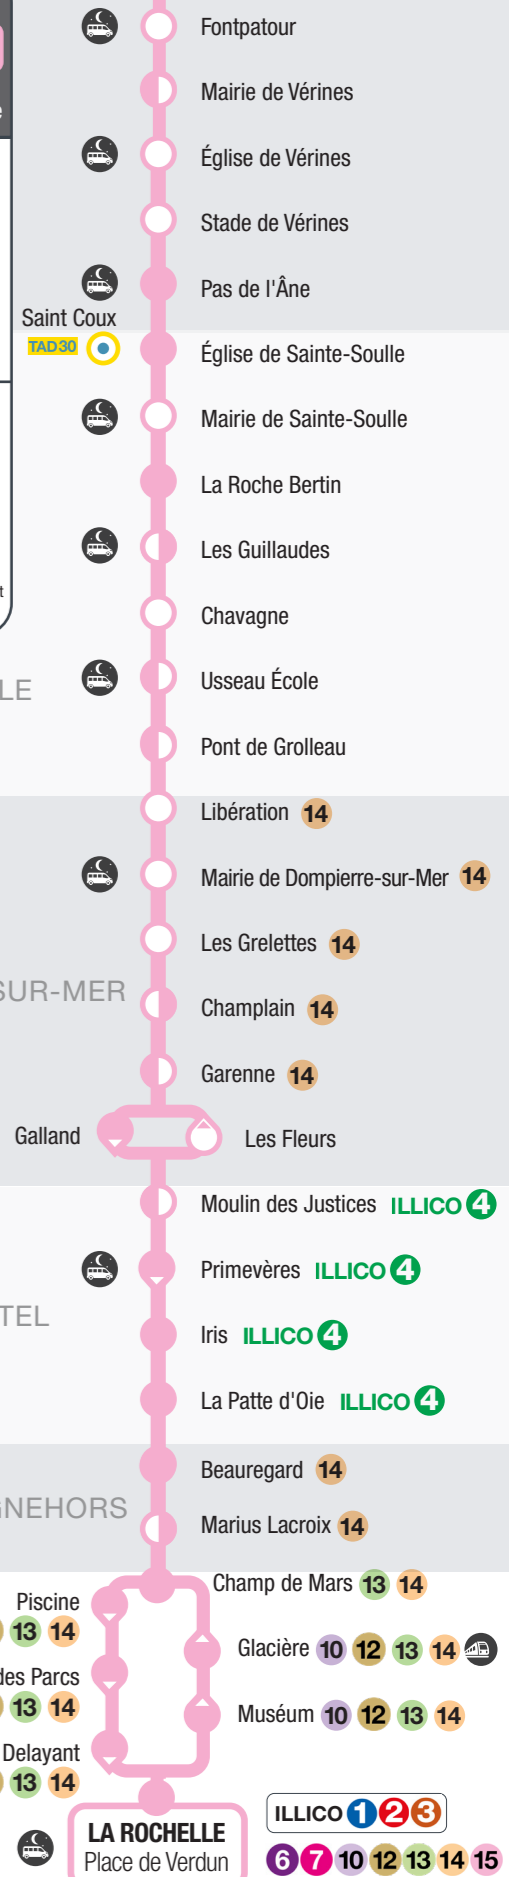 Fontpatour
Mairie de Vérines
Église de Vérines
Stade de Vérines
Pas de l'Âne
Saint Coux
TAD30
Église de Sainte-Soulle
Mairie de Sainte-Soulle
La Roche Bertin
Les Guillaudes
Chavagne
LE
Usseau École
Pont de Grolleau
Libération 14
Mairie de Dompierre-sur-Mer 14
Les Grelettes 14
SUR-MER
Champlain 14
Garenne 14
Galland
Les Fleurs
Moulin des Justices ILLICO 4
Primevères ILLICO 4
TEL
Iris ILLICO 4
La Patte d'Oie ILLICO 4
Beauregard 14
GNEHORS
Marius Lacroix 14
Champ de Mars 13 14
Piscine
13 14
Glacière 10 12 13 14
des Parcs
13 14
Muséum 10 12 13 14
Delayant
13 14
LA ROCHELLE
Place de Verdun
ILLICO 1 2 3
6 7 10 12 13 14 15